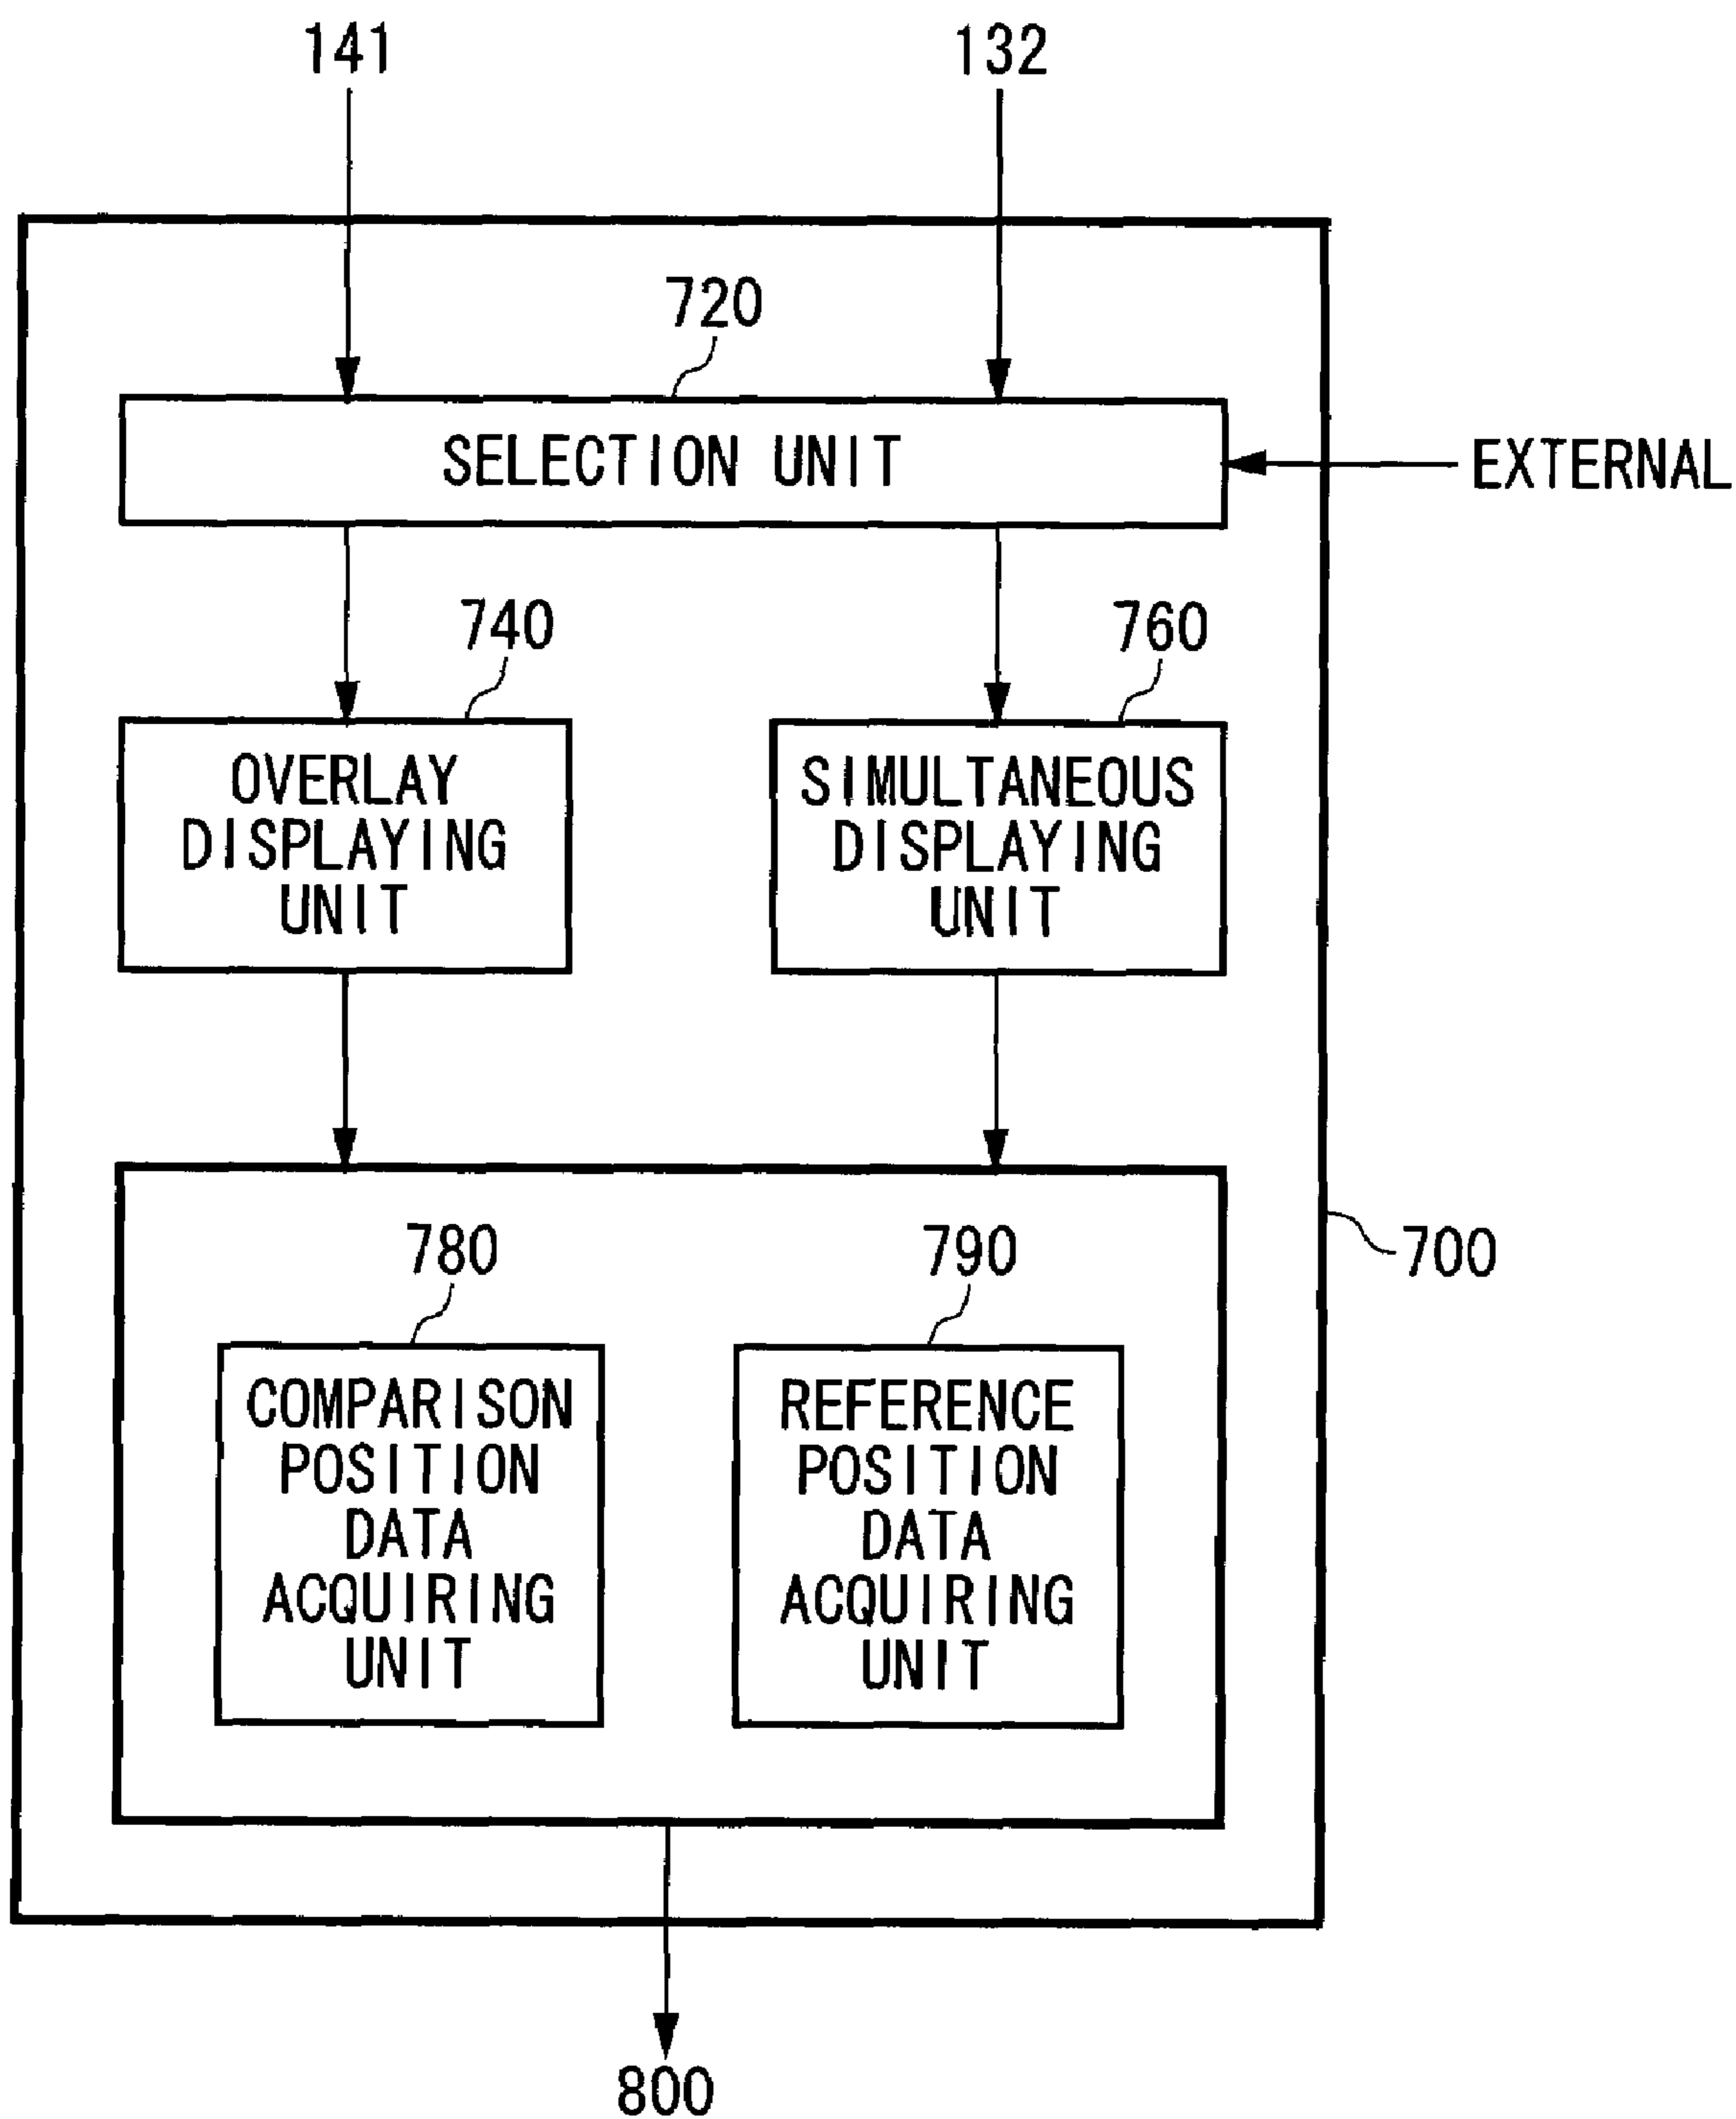 141
132
720
SELECTION UNIT
EXTERNAL
740
760
OVERLAY
DISPLAYING
UNIT
SIMULTANEOUS
DISPLAYING
UNIT
780
790
700
COMPARISON
POSITION
DATA
ACQUIRING
UNIT
REFERENCE
POSITION
DATA
ACQUIRING
UNIT
800